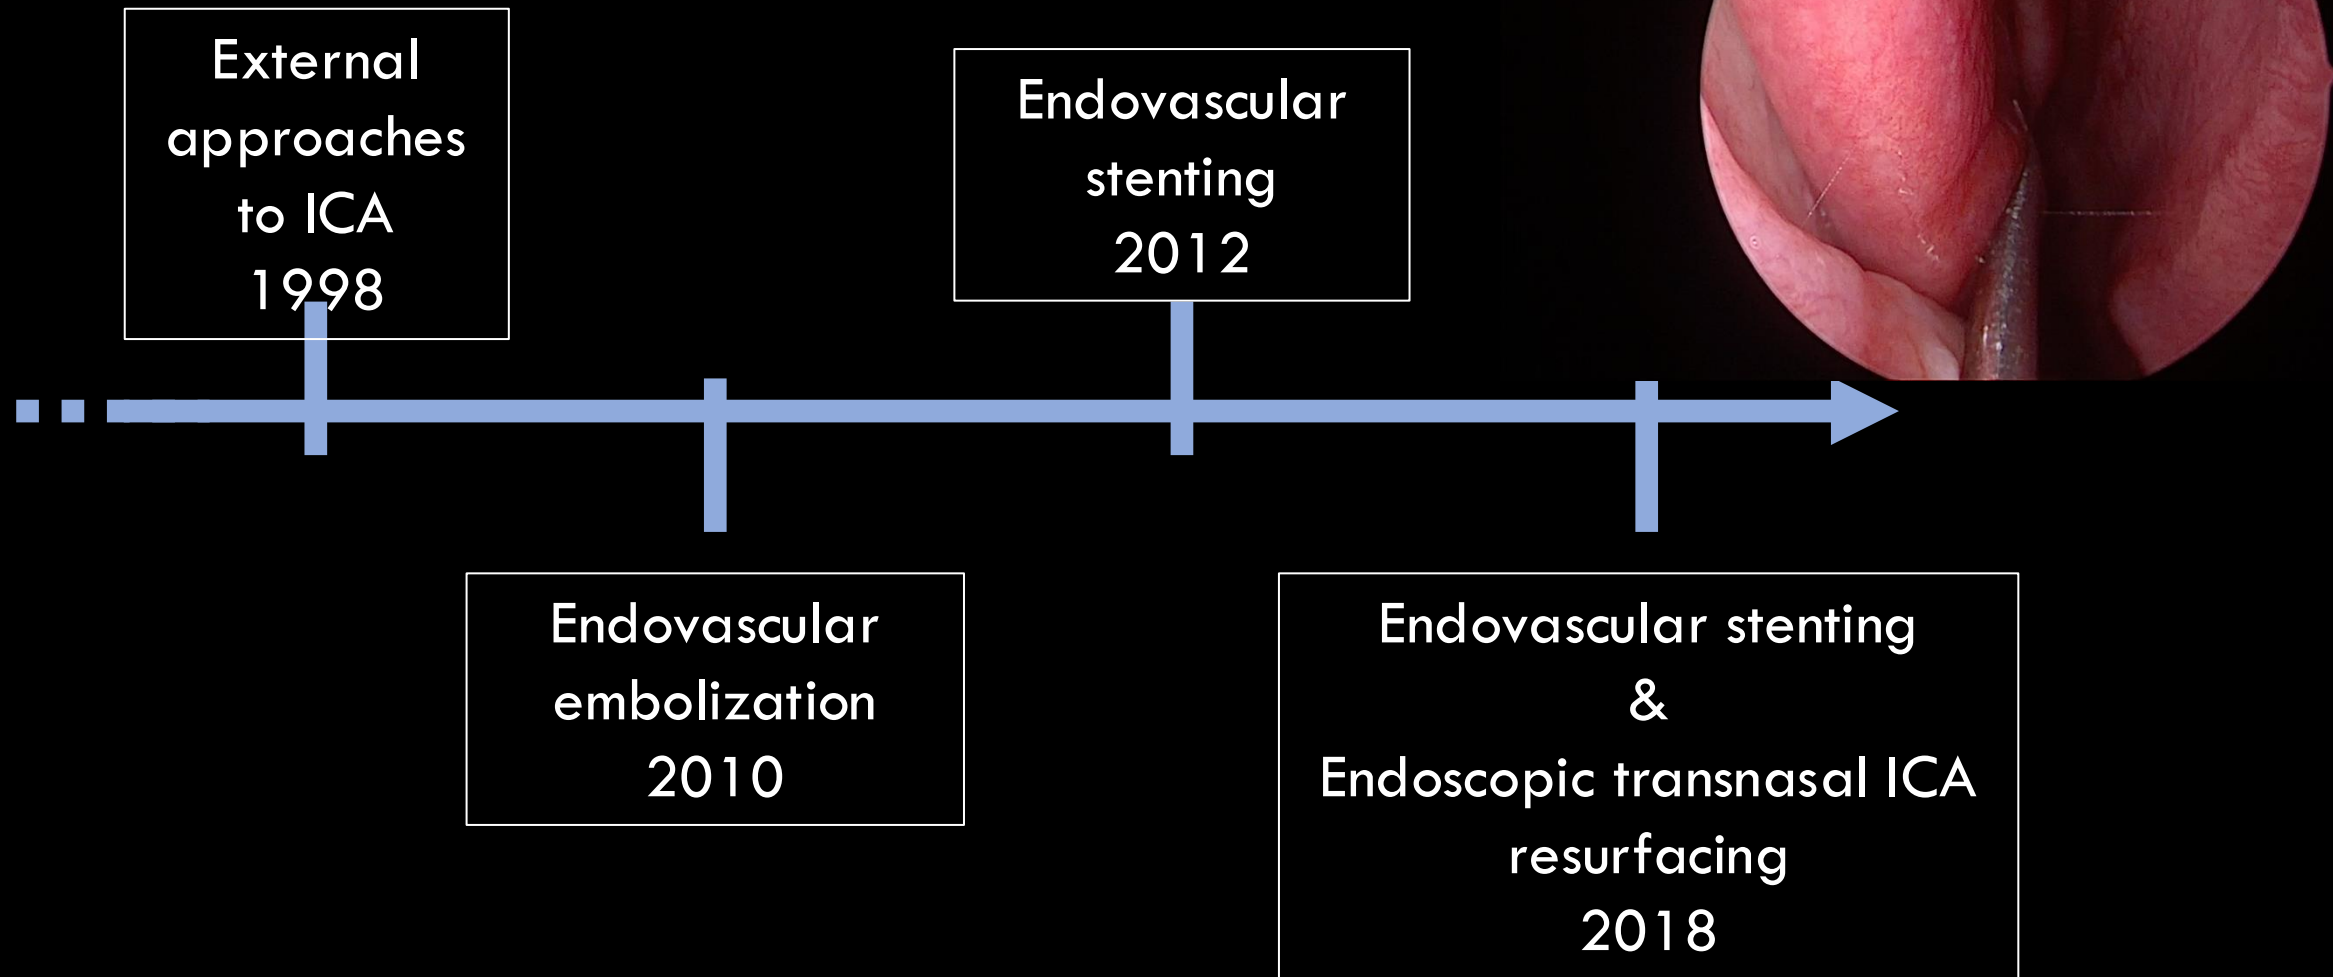 External
approaches
to ICA
1998
Endovascular
embolization
2010
Endovascular
stenting
2012
Endovascular stenting
&
Endoscopic transnasal ICA
resurfacing
2018